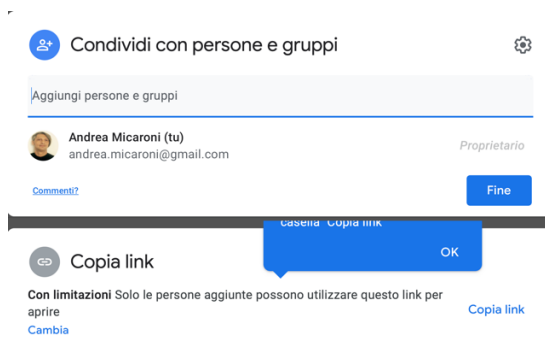 Condividi con persone e gruppi
Aggiungi persone e gruppi
Andrea Micaroni (tu)
andrea.micaroni@gmail.com
Proprietario
Commenti?
Fine
casella "Copia link"
OK
Copia link
Con limitazioni Solo le persone aggiunte possono utilizzare questo link per
aprire
Copia link
Cambia